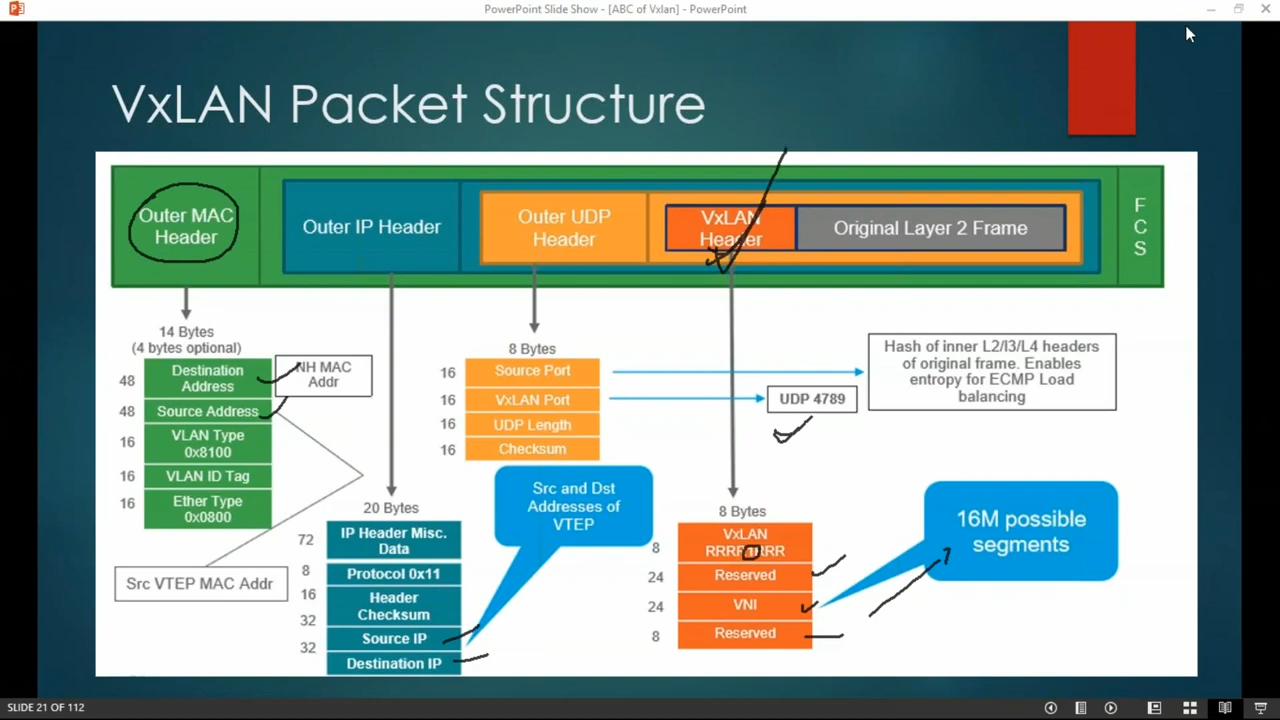 PowerPoint Slide Show - [ABC of Vxlan] - PowerPoint
VxLAN Packet Structure
Outer MAC
Header
Outer IP Header
Outer UDP
Header
VxLAN
Header
Original Layer 2 Frame
F
C
S
14 Bytes
(4 bytes optional)
48
Destination
Address
NH MAC
Addr
48
Source Address
16
VLAN Type
0x8100
16
VLAN ID Tag
16
Ether Type
0x0800
Src VTEP MAC Addr
20 Bytes
72
IP Header Misc.
Data
8
Protocol 0x11
16
Header
Checksum
32
Source IP
32
Destination IP
8 Bytes
16
Source Port
16
VxLAN Port
16
UDP Length
16
Checksum
Hash of inner L2/l3/L4 headers
of original frame. Enables
entropy for ECMP Load
balancing
UDP 4789
Src and Dst
Addresses of
VTEP
8 Bytes
8
VxLAN
RRRR1RRR
24
Reserved
24
VNI
8
Reserved
16M possible
segments
SLIDE 21 OF 112